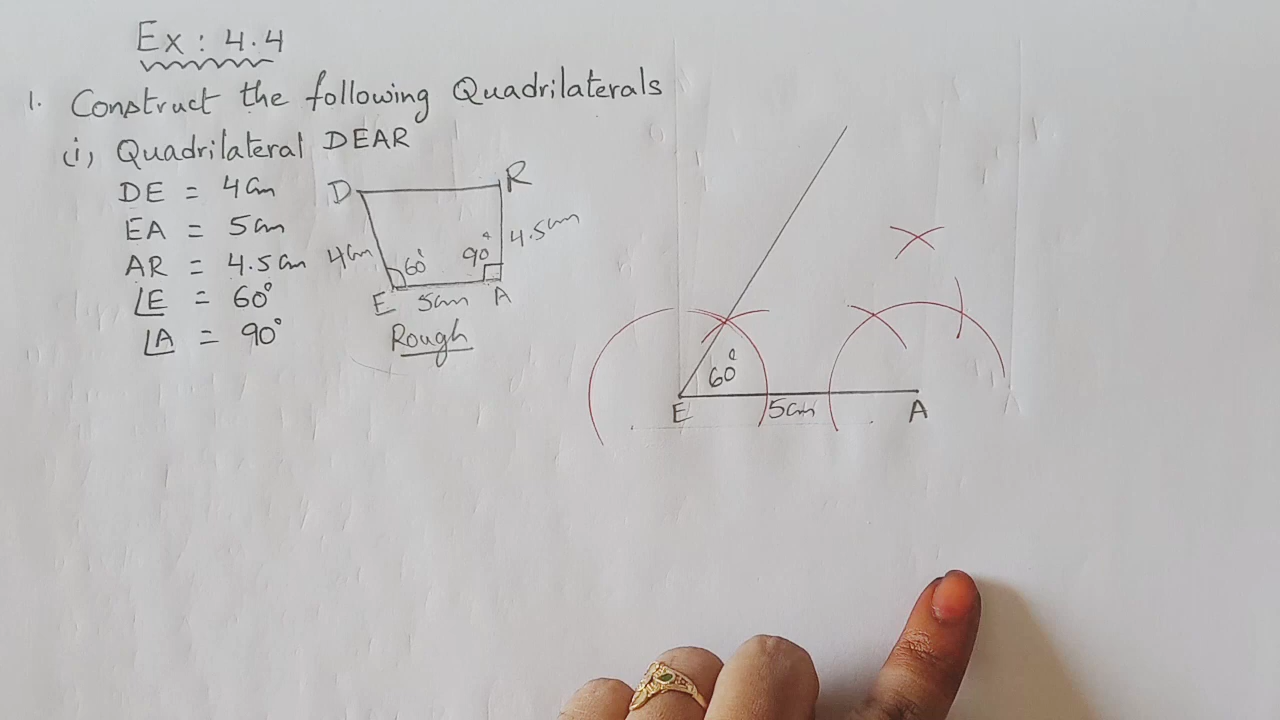 Ex : 4.4
1. Construct the following Quadrilaterals
(i) Quadrilateral DEAR
DE = 4cm
EA = 5cm
AR = 4.5cm
∠E = 60°
∠A = 90°
D R
4cm 60° 90° 4.5cm
E 5cm A
Rough
60°
E 5cm A